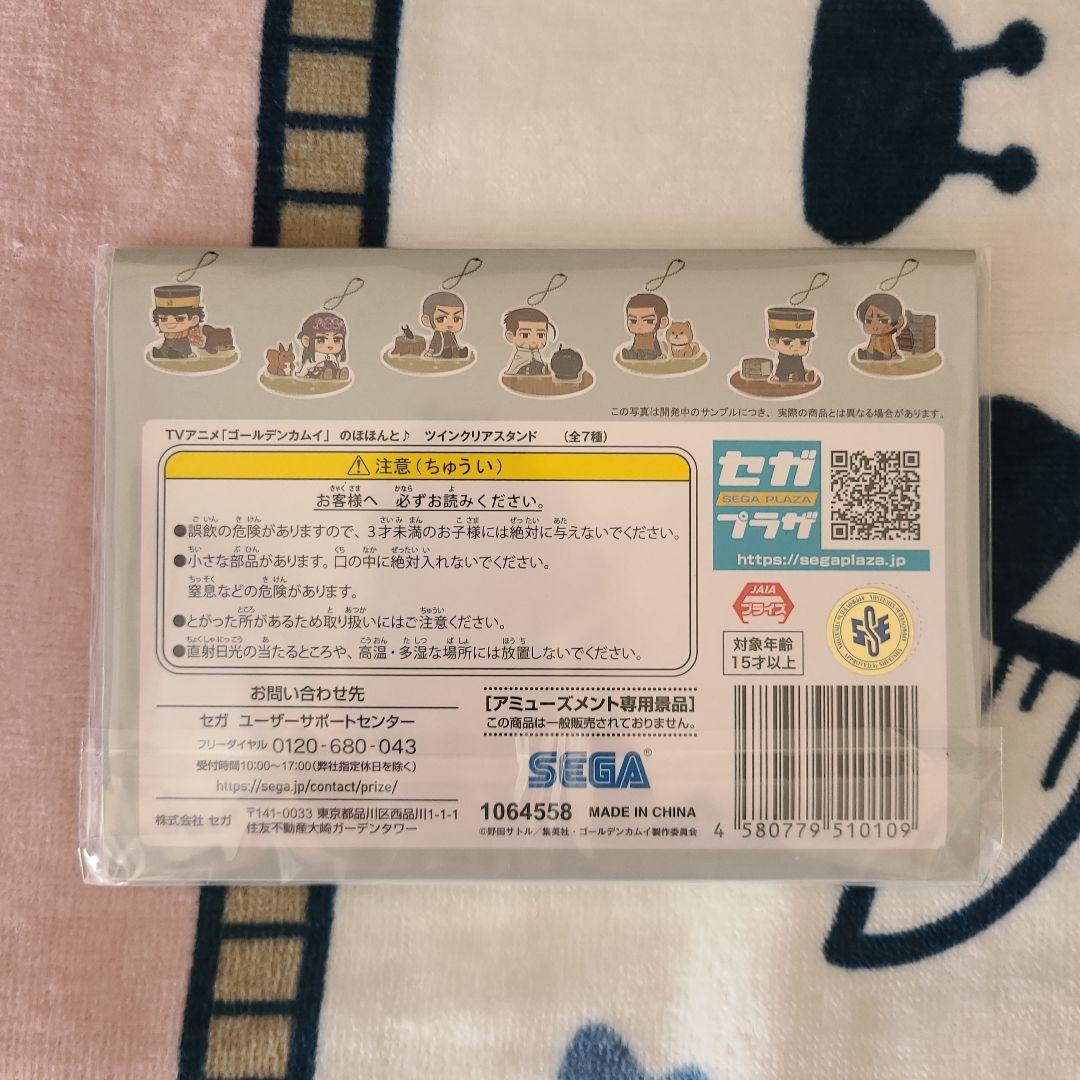 この写真は開発中のサンプルにつき、実際の商品とは異なる場合があります。
TVアニメ「ゴールデンカムイ」 のほほんと♪ ツインクリアスタンド (全7種)
注意(ちゅうい)
お客様へ 必ずお読みください。
●誤飲の危険がありますので、3才未満のお子様には絶対に与えないでください。
●小さな部品があります。口の中に絶対入れないでください。
窒息などの危険があります。
●とがった所があるため取り扱いにはご注意ください。
●直射日光の当たるところや、高温・多湿な場所には放置しないでください。
セガ
SEGA PLAZA
プラザ
https://segaplaza.jp
JAIA
プライズ
対象年齢
15才以上
お問い合わせ先
セガ ユーザーサポートセンター
フリーダイヤル 0120-680-043
受付時間10:00〜17:00(弊社指定休日を除く)
https://sega.jp/contact/prize/
株式会社 セガ 〒141-0033 東京都品川区西品川1-1-1
住友不動産大崎ガーデンタワー
[アミューズメント専用景品]
この商品は一般販売されておりません。
SEGA®
1064558 MADE IN CHINA
©野田サトル/集英社・ゴールデンカムイ製作委員会
4 580779 510109